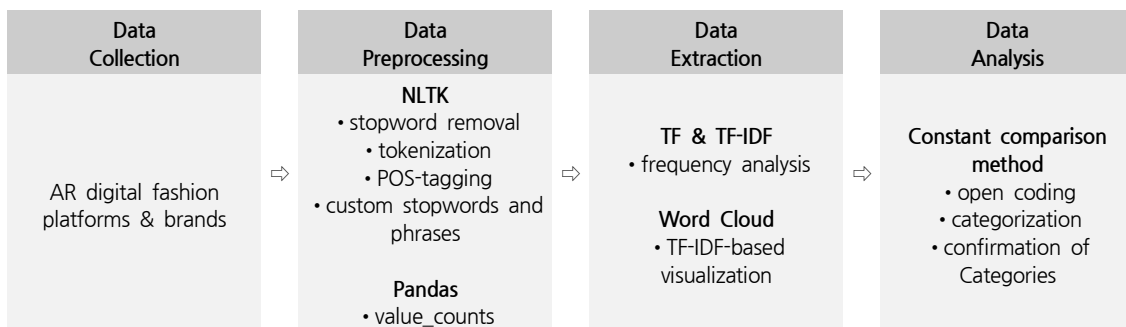 Data
Collection
AR digital fashion
platforms & brands
⇨
Data
Preprocessing
NLTK
• stopword removal
• tokenization
• POS-tagging
• custom stopwords and
phrases
Pandas
• value_counts
⇨
Data
Extraction
TF & TF-IDF
• frequency analysis
Word Cloud
• TF-IDF-based
visualization
⇨
Data
Analysis
Constant comparison
method
• open coding
• categorization
• confirmation of
Categories